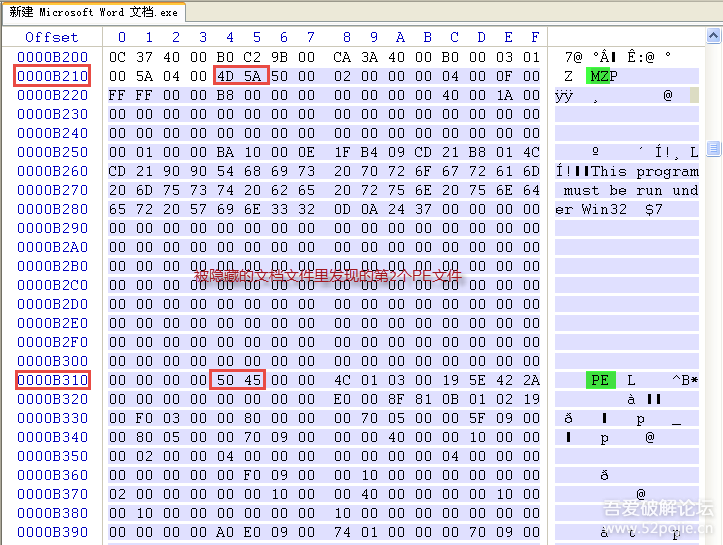 新建 Microsoft Word 文档.exe
Offset 0 1 2 3 4 5 6 7 8 9 A B C D E F
0000B200 0C 37 40 00 B0 C2 9B 00 CA 3A 40 00 B0 00 03 01 7@ °Â Ê:@ °
0000B210 00 5A 04 00 4D 5A 50 00 02 00 00 00 04 00 0F 00 Z MZP
0000B220 FF FF 00 00 B8 00 00 00 00 00 00 00 40 00 1A 00 ÿÿ ¸ @
0000B230 00 00 00 00 00 00 00 00 00 00 00 00 00 00 00 00
0000B240 00 00 00 00 00 00 00 00 00 00 00 00 00 00 00 00
0000B250 00 01 00 00 BA 10 00 0E 1F B4 09 CD 21 B8 01 4C º ´ Í!¸ L
0000B260 CD 21 90 90 54 68 69 73 20 70 72 6F 67 72 61 6D Í!This program
0000B270 20 6D 75 73 74 20 62 65 20 72 75 6E 20 75 6E 64 must be run und
0000B280 65 72 20 57 69 6E 33 32 0D 0A 24 37 00 00 00 00 er Win32 $7
0000B290 00 00 00 00 00 00 00 00 00 00 00 00 00 00 00 00
0000B2A0 00 00 00 00 00 00 00 00 00 00 00 00 00 00 00 00
0000B2B0 00 00 00 00 00 00 00 00 00 00 00 00 00 00 00 00
被隐藏的文档文件里发现的第2个PE文件
0000B2C0 00 00 00 00 00 00 00 00 00 00 00 00 00 00 00 00
0000B2D0 00 00 00 00 00 00 00 00 00 00 00 00 00 00 00 00
0000B2E0 00 00 00 00 00 00 00 00 00 00 00 00 00 00 00 00
0000B2F0 00 00 00 00 00 00 00 00 00 00 00 00 00 00 00 00
0000B300 00 00 00 00 00 00 00 00 00 00 00 00 00 00 00 00
0000B310 00 00 00 00 50 45 00 00 4C 01 03 00 19 5E 42 2A PE L ^B*
0000B320 00 00 00 00 00 00 00 00 E0 00 8F 81 0B 01 02 19 à
0000B330 00 F0 03 00 00 80 00 00 00 70 05 00 00 5F 09 00 ð p _
0000B340 00 80 05 00 00 70 09 00 00 00 40 00 00 10 00 00 p @
0000B350 00 02 00 00 04 00 00 00 00 00 00 00 04 00 00 00
0000B360 00 00 00 00 00 F0 09 00 00 10 00 00 00 00 00 00 ð
0000B370 02 00 00 00 00 00 10 00 00 40 00 00 00 00 10 00 @
0000B380 00 10 00 00 00 00 00 00 10 00 00 00 00 00 00 00
0000B390 00 00 00 00 A0 E0 09 00 74 01 00 00 00 70 09 00 à t p
吾爱破解论坛
www.52pojie.cn